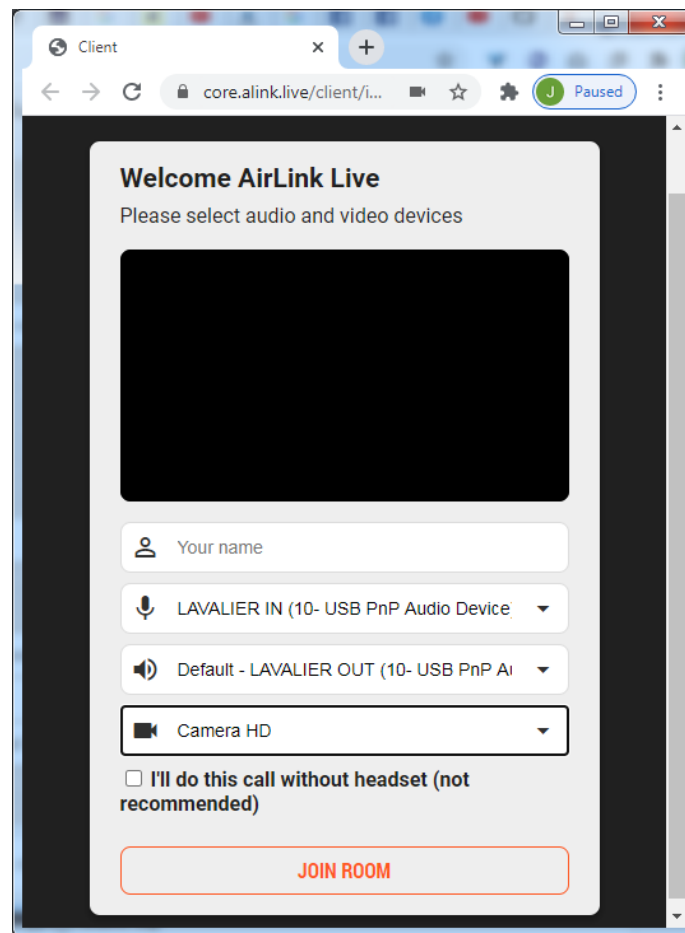 Client
core.alink.live/client/i...
J
Paused
Welcome AirLink Live
Please select audio and video devices
Your name
LAVALIER IN (10- USB PnP Audio Device)
Default - LAVALIER OUT (10- USB PnP Au
Camera HD
I'll do this call without headset (not
recommended)
JOIN ROOM